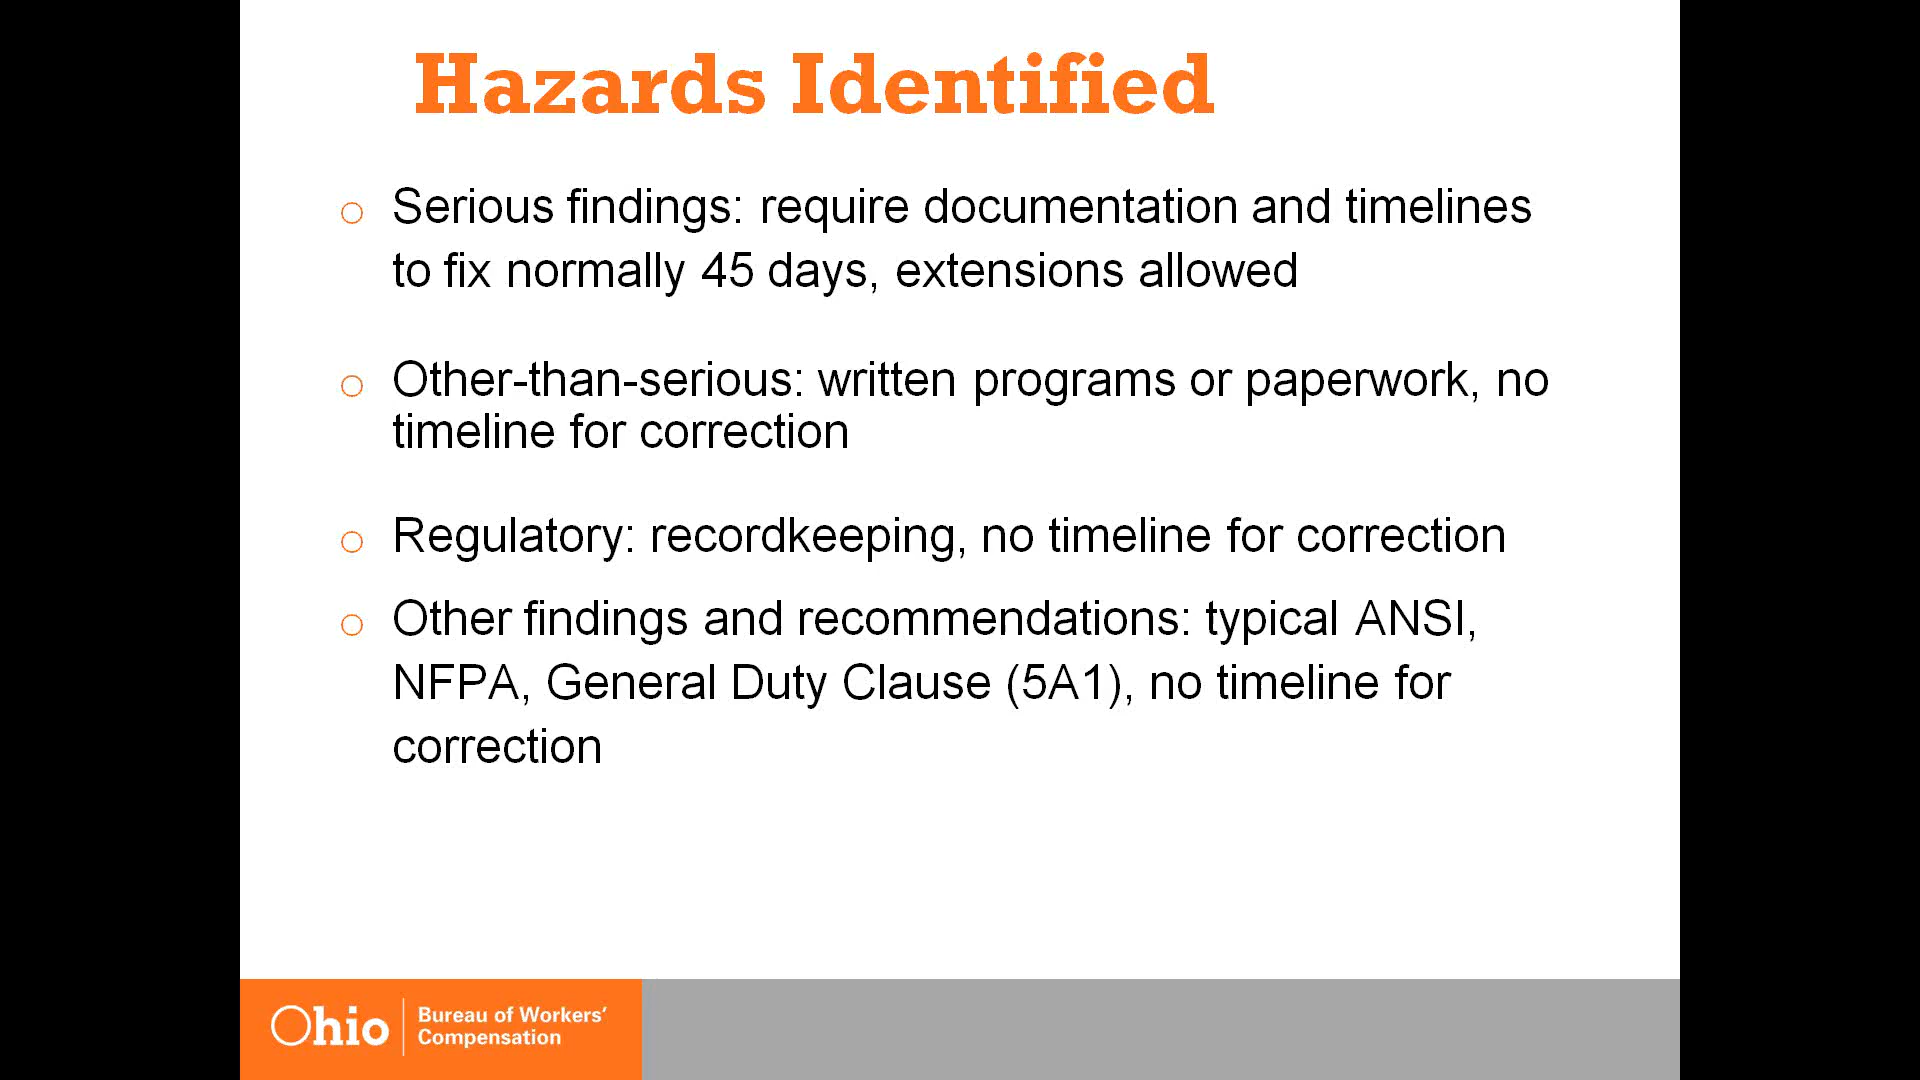 Hazards Identified
Serious findings: require documentation and timelines
to fix normally 45 days, extensions allowed
Other-than-serious: written programs or paperwork, no
timeline for correction
Regulatory: recordkeeping, no timeline for correction
Other findings and recommendations: typical ANSI,
NFPA, General Duty Clause (5A1), no timeline for
correction
Ohio
Bureau of Workers’
Compensation